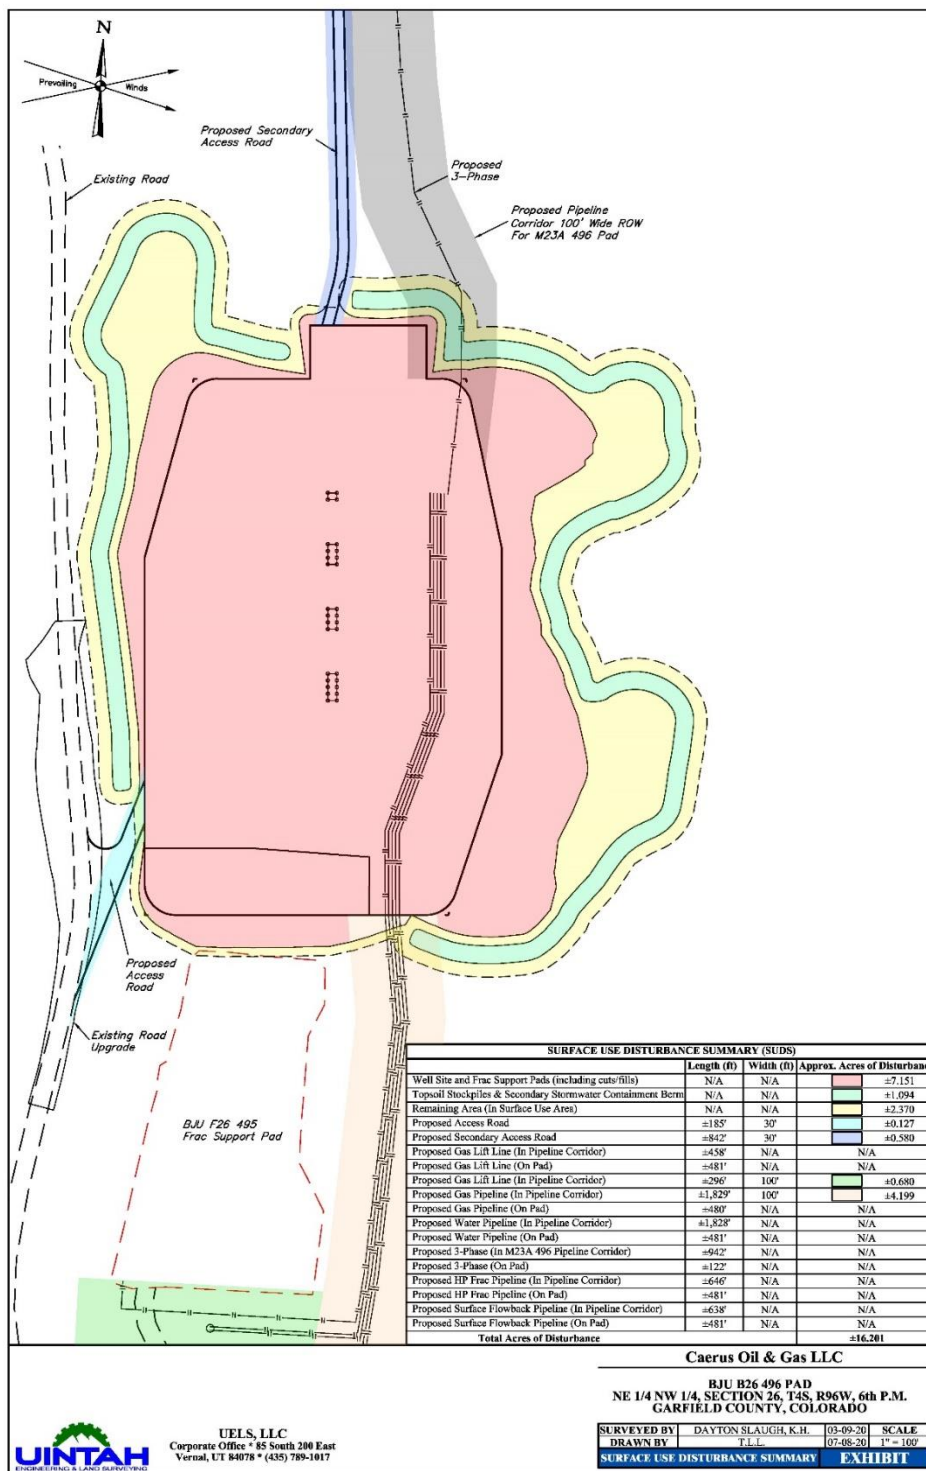 N
Prevailing Winds
Proposed Secondary
Access Road
Existing Road
Proposed
3-Phase
Proposed Pipeline
Corridor 100' Wide ROW
For M23A 496 Pad
Proposed
Access
Road
Existing Road
Upgrade
BJU F26 495
Frac Support Pad
SURFACE USE DISTURBANCE SUMMARY (SUDS)
Length (ft) Width (ft) Approx. Acres of Disturbanc
Well Site and Frac Support Pads (including cuts/fills) N/A N/A ±7.151
Topsoil Stockpiles & Secondary Stormwater Containment Berm N/A N/A ±1.094
Remaining Area (In Surface Use Area) N/A N/A ±2.370
Proposed Access Road ±185' 30' ±0.127
Proposed Secondary Access Road ±842' 30' ±0.580
Proposed Gas Lift Line (In Pipeline Corridor) ±458' N/A N/A
Proposed Gas Lift Line (On Pad) ±481' N/A N/A
Proposed Gas Lift Line (In Pipeline Corridor) ±296' 100' ±0.680
Proposed Gas Pipeline (In Pipeline Corridor) ±1,829' 100' ±4.199
Proposed Gas Pipeline (On Pad) ±480' N/A N/A
Proposed Water Pipeline (In Pipeline Corridor) ±1,828' N/A N/A
Proposed Water Pipeline (On Pad) ±481' N/A N/A
Proposed 3-Phase (In M23A 496 Pipeline Corridor) ±942' N/A N/A
Proposed 3-Phase (On Pad) ±122' N/A N/A
Proposed HP Frac Pipeline (In Pipeline Corridor) ±646' N/A N/A
Proposed HP Frac Pipeline (On Pad) ±481' N/A N/A
Proposed Surface Flowback Pipeline (In Pipeline Corridor) ±638' N/A N/A
Proposed Surface Flowback Pipeline (On Pad) ±481' N/A N/A
Total Acres of Disturbance ±16.201
Caerus Oil & Gas LLC
BJU B26 496 PAD
NE 1/4 NW 1/4, SECTION 26, T4S, R96W, 6th P.M.
GARFIELD COUNTY, COLORADO
SURVEYED BY DAYTON SLAUGH, K.H. 03-09-20 SCALE
DRAWN BY T.L.L. 07-08-20 1" = 100'
SURFACE USE DISTURBANCE SUMMARY EXHIBIT
UINTAH
ENGINEERING & LAND SURVEYING
UELS, LLC
Corporate Office * 85 South 200 East
Vernal, UT 84078 * (435) 789-1017